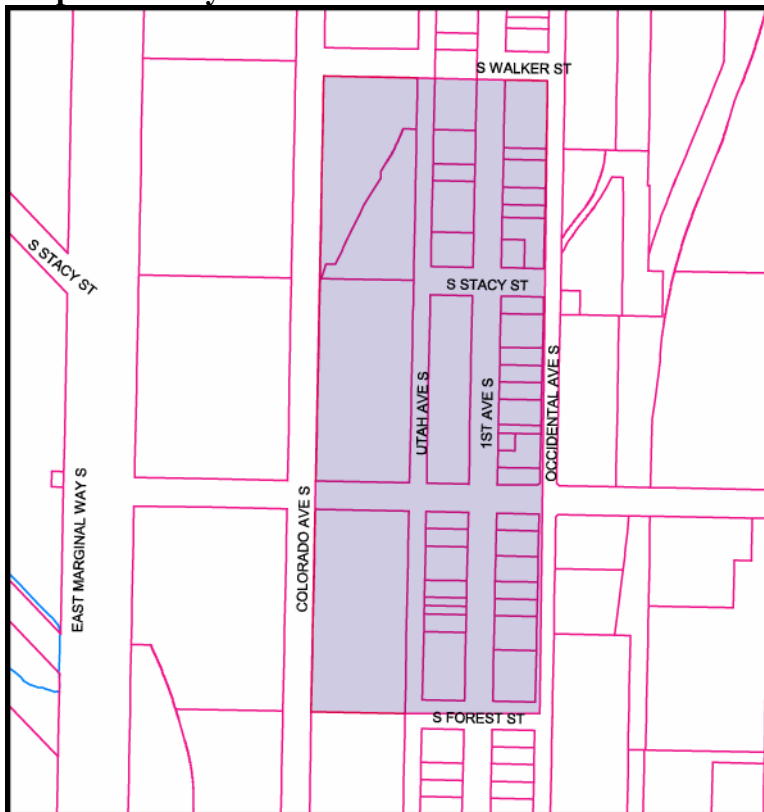 S WALKER ST
S STACY ST
S STACY ST
UTAH AVE S
1ST AVE S
OCCIDENTAL AVE S
EAST MARGINAL WAY S
COLORADO AVE S
S FOREST ST